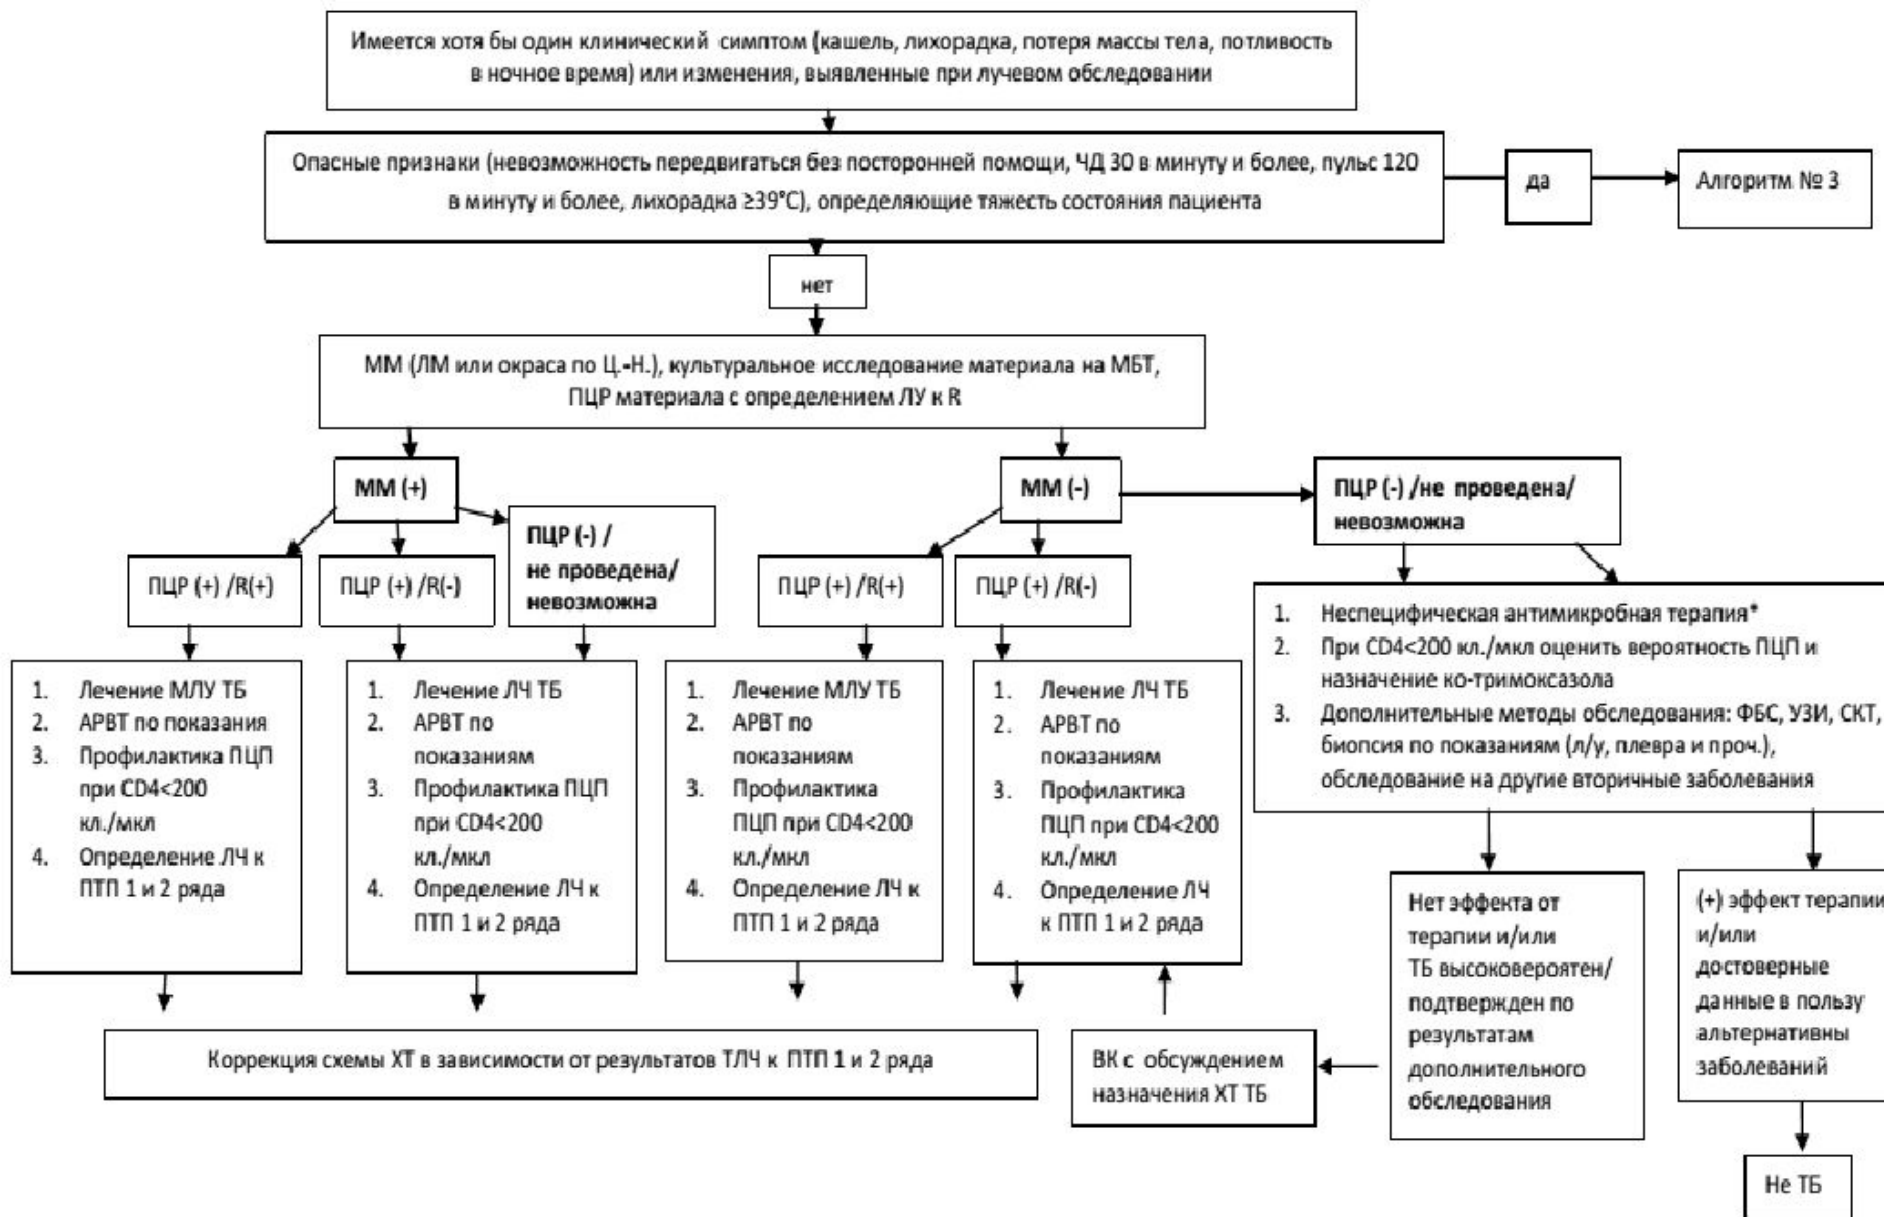 Имеется хотя бы один клинический симптом (кашель, лихорадка, потеря массы тела, потливость
в ночное время) или изменения, выявленные при лучевом обследовании
Опасные признаки (невозможность передвигаться без посторонней помощи, ЧД 30 в минуту и более, пульс 120
в минуту и более, лихорадка ≥39°С), определяющие тяжесть состояния пациента
да
Алгоритм № 3
нет
ММ (ЛМ или окраса по Ц.-Н.), культуральное исследование материала на МБТ,
ПЦР материала с определением ЛУ к R
ММ (+)
ММ (-)
ПЦР (-) /не проведена/
невозможна
ПЦР (-) /
не проведена/
невозможна
ПЦР (+) /R(+)
ПЦР (+) /R(-)
ПЦР (+) /R(+)
ПЦР (+) /R(-)
1. Лечение МЛУ ТБ
2. АРВТ по показания
3. Профилактика ПЦП
при CD4<200
кл./мкл
4. Определение ЛЧ к
ПТП 1 и 2 ряда
1. Лечение ЛЧ ТБ
2. АРВТ по
показаниям
3. Профилактика ПЦП
при CD4<200
кл./мкл
4. Определение ЛЧ к
ПТП 1 и 2 ряда
1. Лечение МЛУ ТБ
2. АРВТ по
показаниям
3. Профилактика
ПЦП при CD4<200
кл./мкл
4. Определение ЛЧ к
ПТП 1 и 2 ряда
1. Лечение ЛЧ ТБ
2. АРВТ по
показаниям
3. Профилактика
ПЦП при CD4<200
кл./мкл
4. Определение ЛЧ
к ПТП 1 и 2 ряда
1. Неспецифическая антимикробная терапия*
2. При CD4<200 кл./мкл оценить вероятность ПЦП и
назначение ко-тримоксазола
3. Дополнительные методы обследования: ФБС, УЗИ, СКТ,
биопсия по показаниям (л/у, плевра и проч.),
обследование на другие вторичные заболевания
Нет эффекта от
терапии и/или
ТБ высоковероятен/
подтвержден по
результатам
дополнительного
обследования
(+) эффект терапии
и/или
достоверные
данные в пользу
альтернативны
заболеваний
Коррекция схемы ХТ в зависимости от результатов ТЛЧ к ПТП 1 и 2 ряда
ВК с обсуждением
назначения ХТ ТБ
Не ТБ